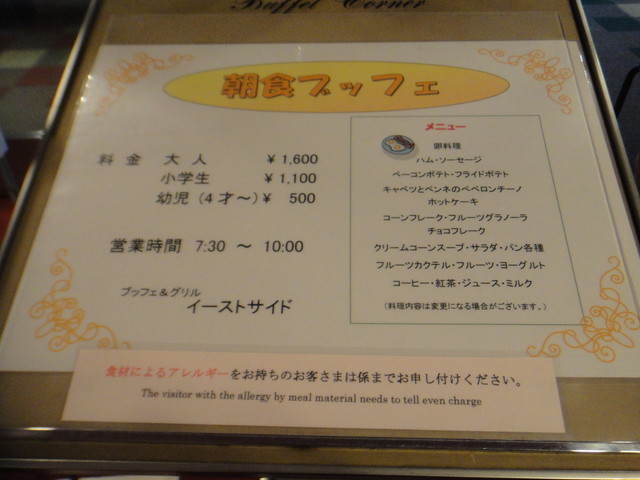 Buffet Corner
朝食ブッフェ
料金 大人 ¥1,600
小学生 ¥1,100
幼児(4才~) ¥ 500
営業時間 7:30 ~ 10:00
ブッフェ&グリル
イーストサイド
メニュー
卵料理
ハム・ソーセージ
ベーコンポテト・フライドポテト
キャベツとペンネのペペロンチーノ
ホットケーキ
コーンフレーク・フルーツグラノーラ
チョコフレーク
クリームコーンスープ・サラダ・パン各種
フルーツカクテル・フルーツ・ヨーグルト
コーヒー・紅茶・ジュース・ミルク
(料理内容は変更になる場合がございます。)
食材によるアレルギーをお持ちのお客さまは係までお申し付けください。
The visitor with the allergy by meal material needs to tell even charge